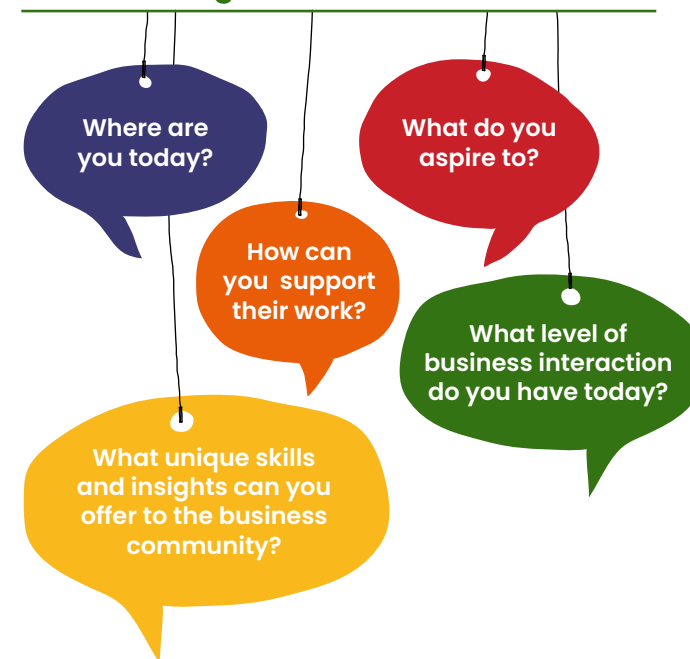 Where are
you today?
What do you
aspire to?
How can
you  support
their work?
What level of
business interaction
do you have today?
What unique skills
and insights can you
offer to the business
community?